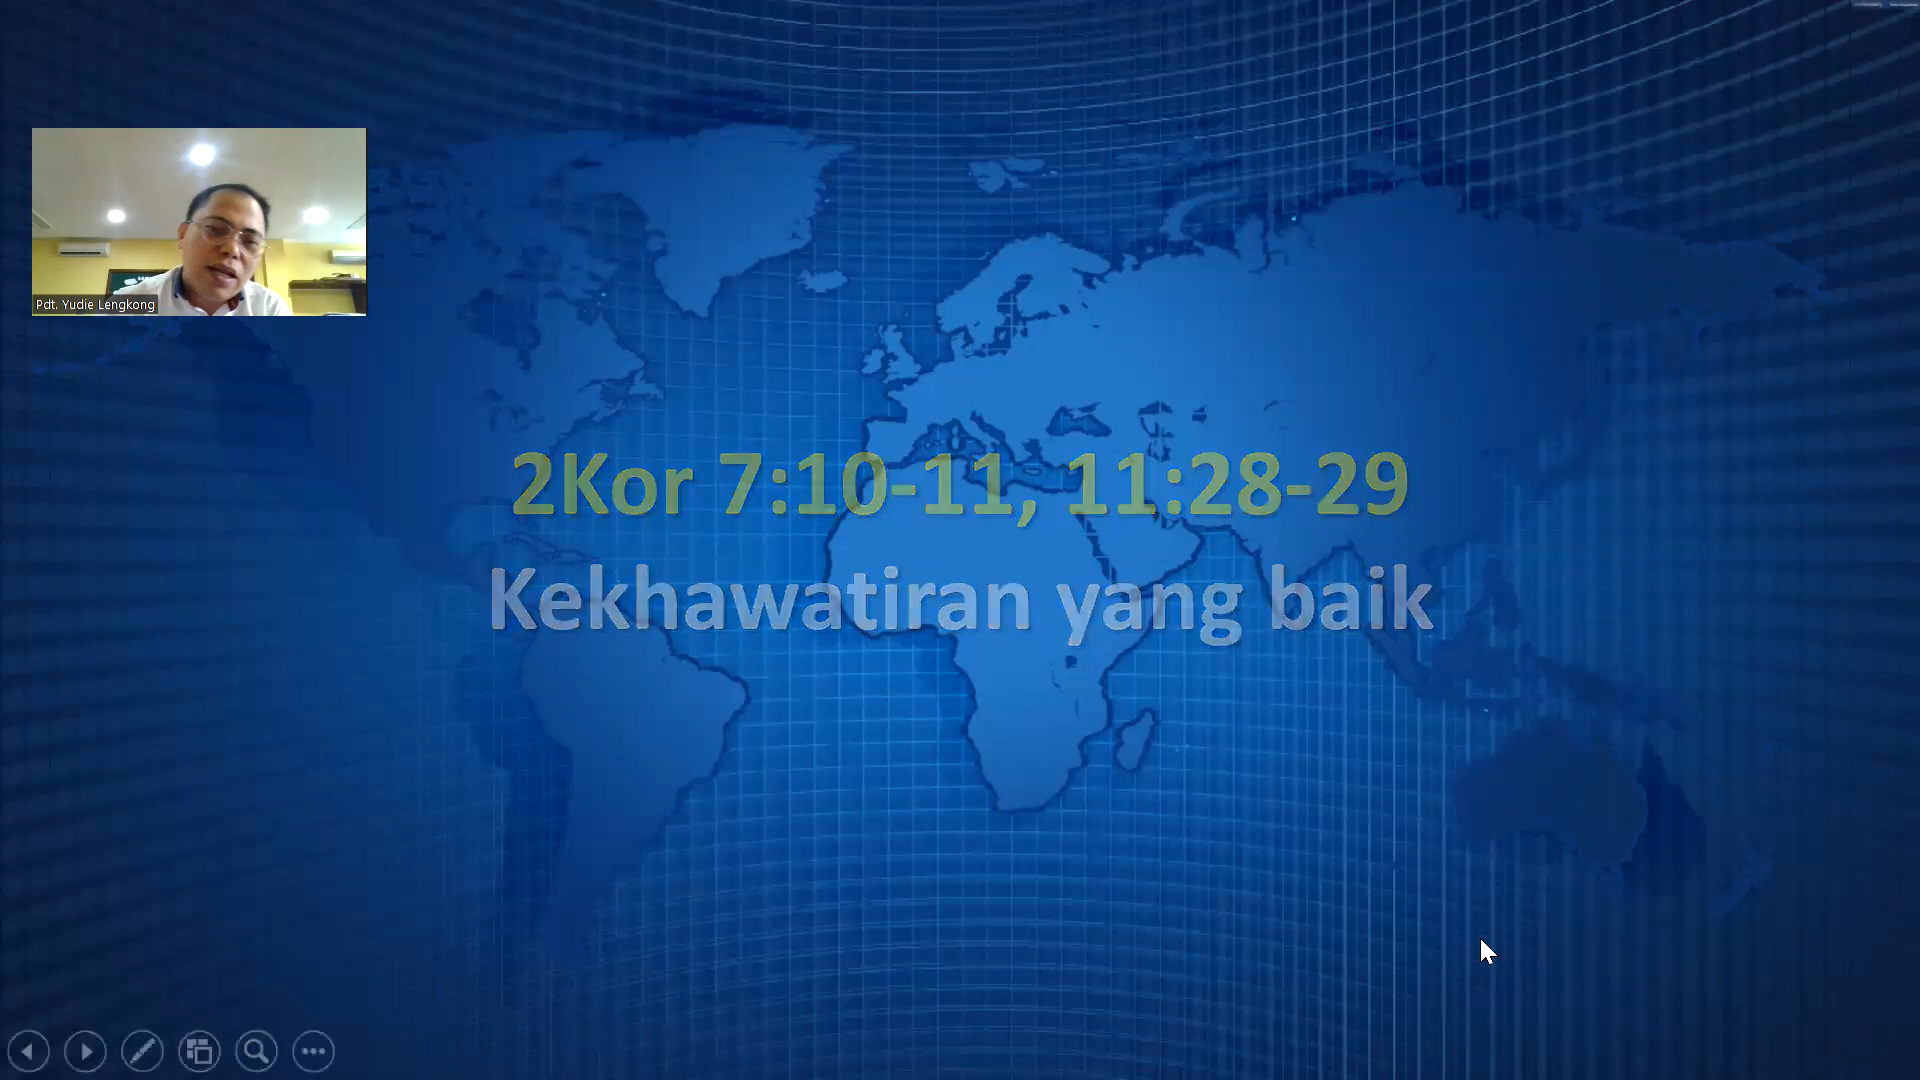 Pdt. Yudie Lengkong
2Kor 7:10-11, 11:28-29
Kekhawatiran yang baik